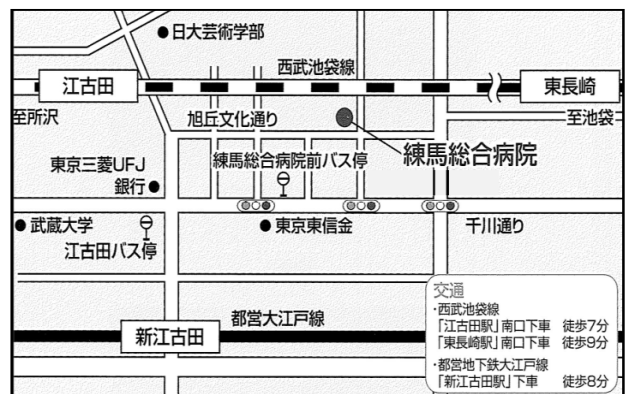 日大芸術学部
西武池袋線
江古田
東長崎
至所沢
旭丘文化通り
至池袋
練馬総合病院
東京三菱UFJ
銀行
練馬総合病院前バス停
武蔵大学
江古田バス停
東京東信金
千川通り
都営大江戸線
新江古田
交通
・西武池袋線
「江古田駅」南口下車 徒歩7分
「東長崎駅」南口下車 徒歩9分
・都営地下鉄大江戸線
「新江古田駅」下車 徒歩8分